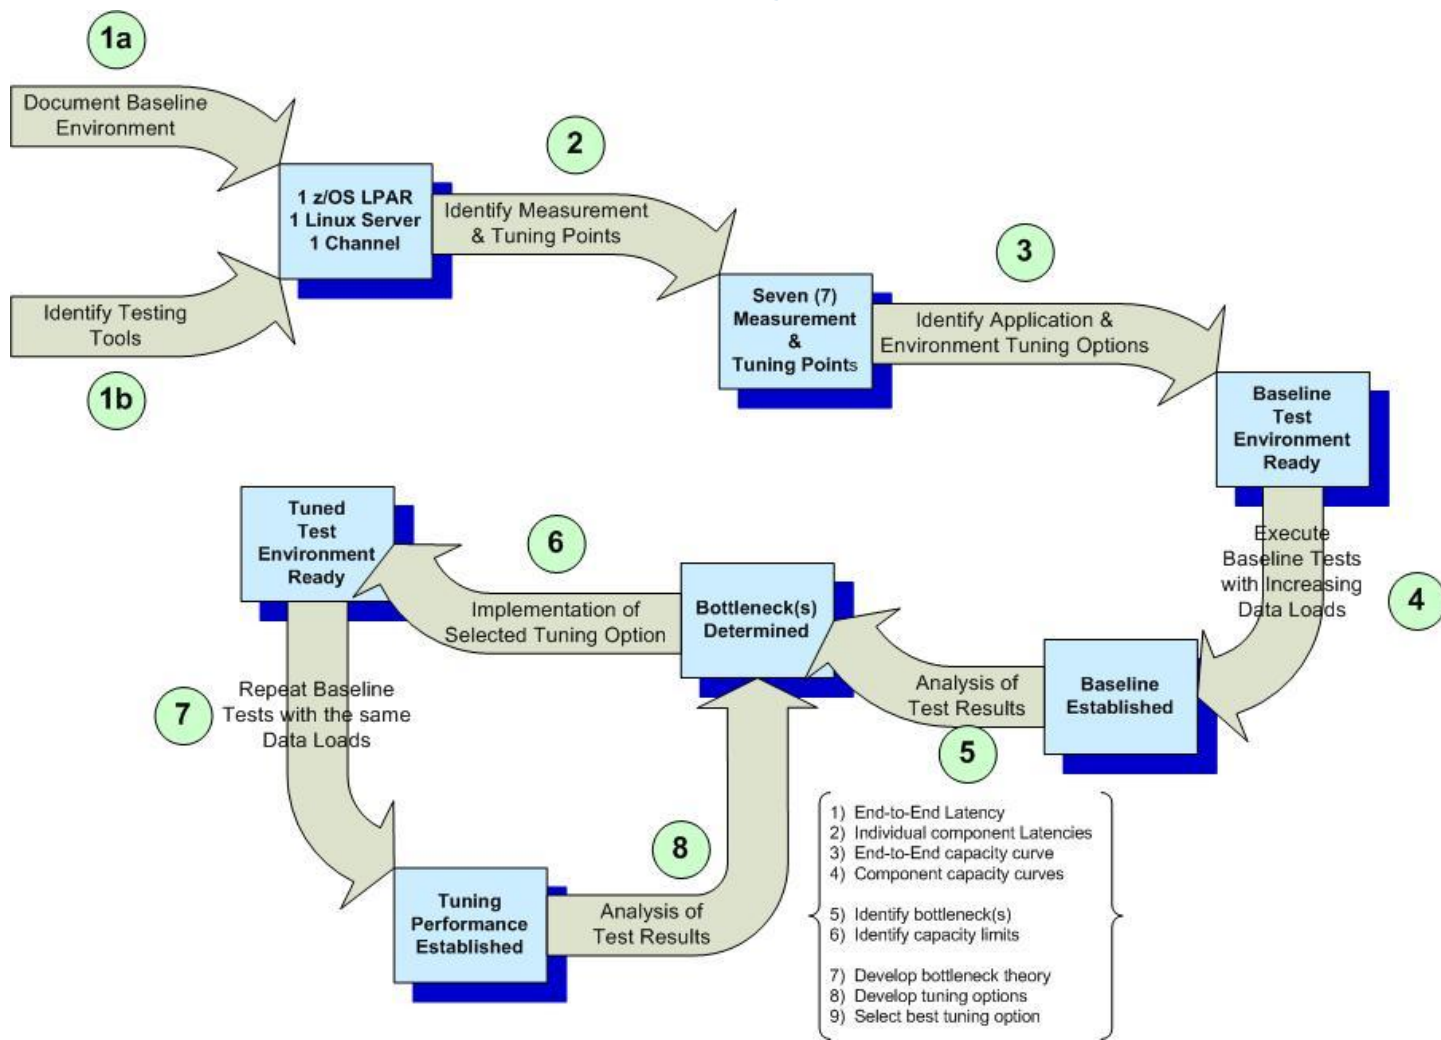 1a
Document Baseline
Environment
1 z/OS LPAR
1 Linux Server
1 Channel
Identify Testing
Tools
1b
2
Identify Measurement
& Tuning Points
Seven (7)
Measurement
&
Tuning Points
3
Identify Application &
Environment Tuning Options
Baseline
Test
Environment
Ready
Execute
Baseline Tests
with Increasing
Data Loads
4
Baseline
Established
Analysis of
Test Results
5
1) End-to-End Latency
2) Individual component Latencies
3) End-to-End capacity curve
4) Component capacity curves
5) Identify bottleneck(s)
6) Identify capacity limits
7) Develop bottleneck theory
8) Develop tuning options
9) Select best tuning option
Bottleneck(s)
Determined
6
Implementation of
Selected Tuning Option
Tuned
Test
Environment
Ready
7
Repeat Baseline
Tests with the same
Data Loads
Tuning
Performance
Established
8
Analysis of
Test Results